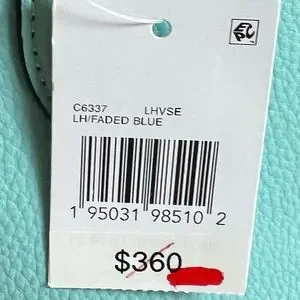 C6337 LHVSE
LH/FADED BLUE
1 95031 98510 2
$360